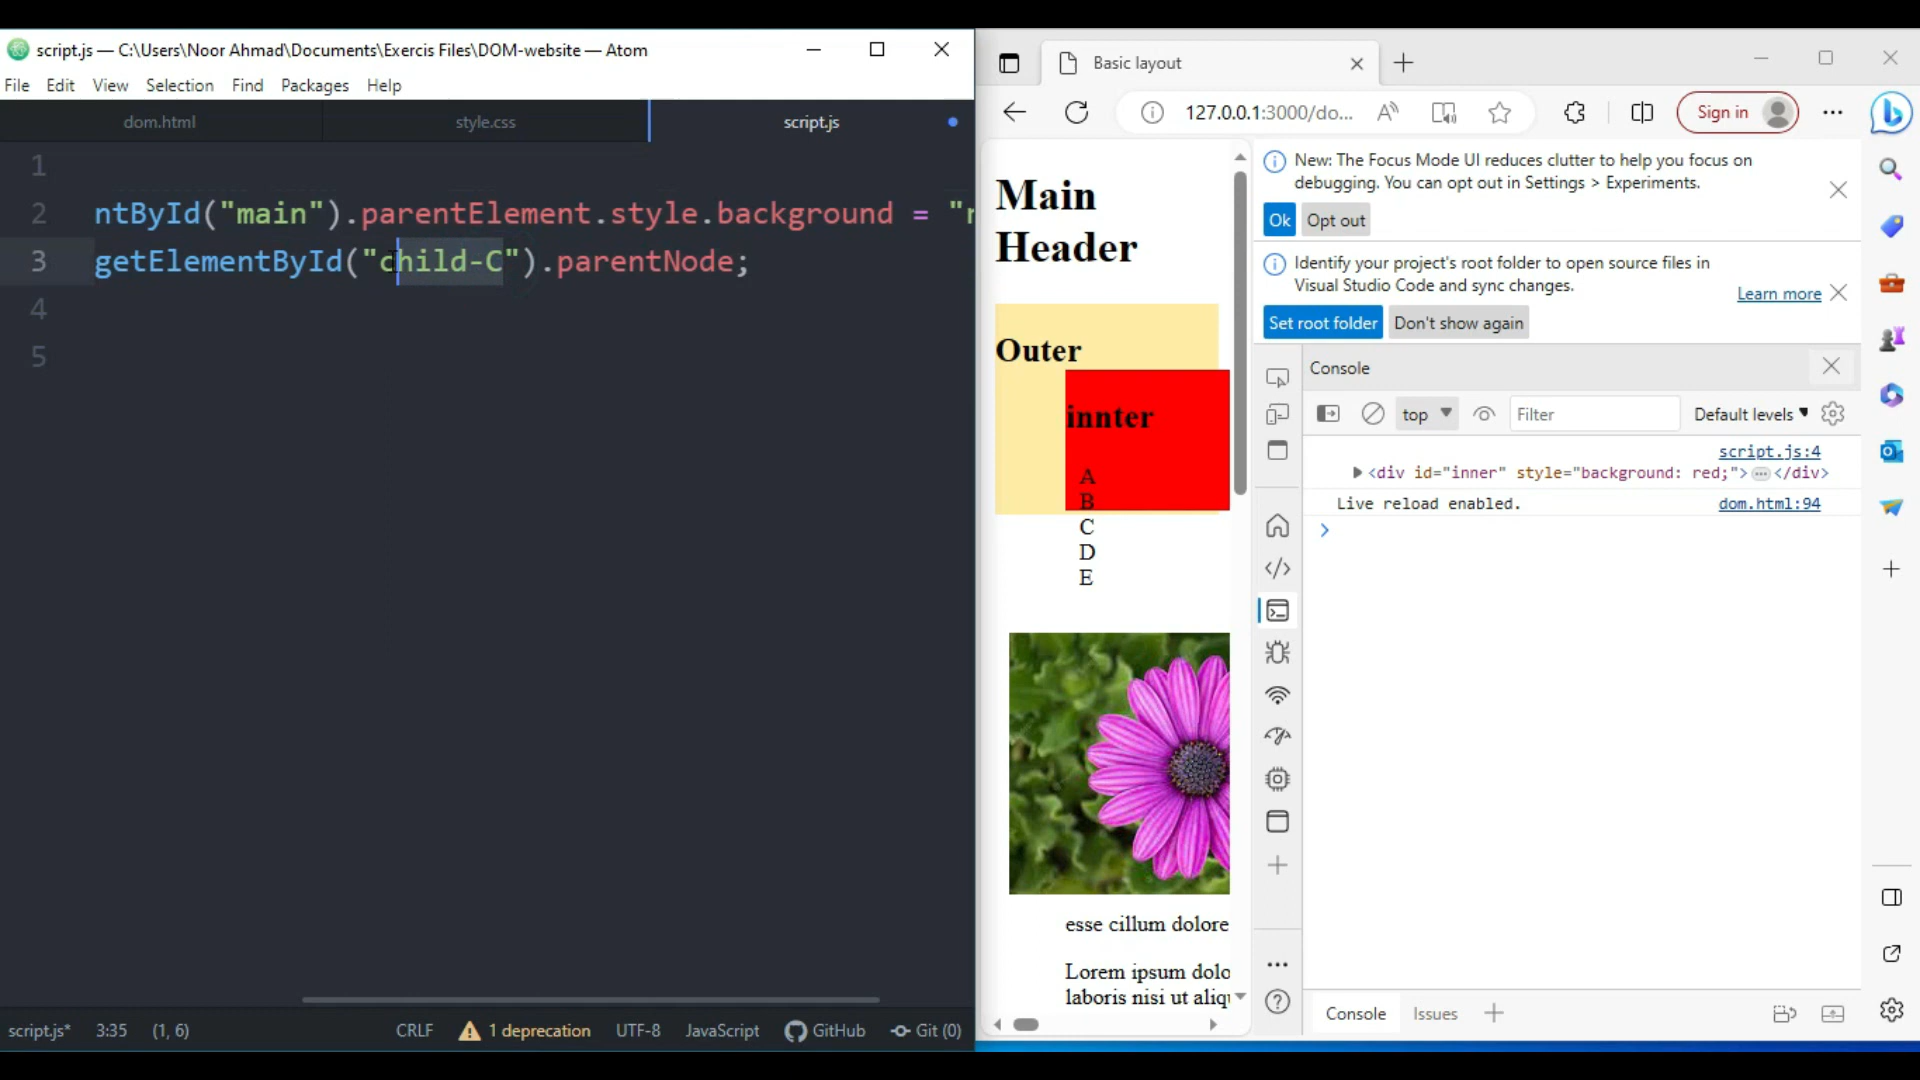 script.js — C:\Users\Noor Ahmad\Documents\Exercis Files\DOM-website — Atom
File Edit View Selection Find Packages Help
dom.html style.css script.js
1
2 ntById("main").parentElement.style.background = "r
3 getElementById("child-C").parentNode;
4
5
script.js* 3:35 (1, 6) CRLF 1 deprecation UTF-8 JavaScript GitHub Git (0)
Basic layout
127.0.0.1:3000/do... Sign in
Main
Header
Outer
innter
A
B
C
D
E
esse cillum dolore
Lorem ipsum dolo
laboris nisi ut aliqu
New: The Focus Mode UI reduces clutter to help you focus on
debugging. You can opt out in Settings > Experiments.
Ok Opt out
Identify your project's root folder to open source files in
Visual Studio Code and sync changes.
Learn more
Set root folder Don't show again
Console
top Filter Default levels
script.js:4
<div id="inner" style="background: red;">…</div>
Live reload enabled. dom.html:94
Console Issues